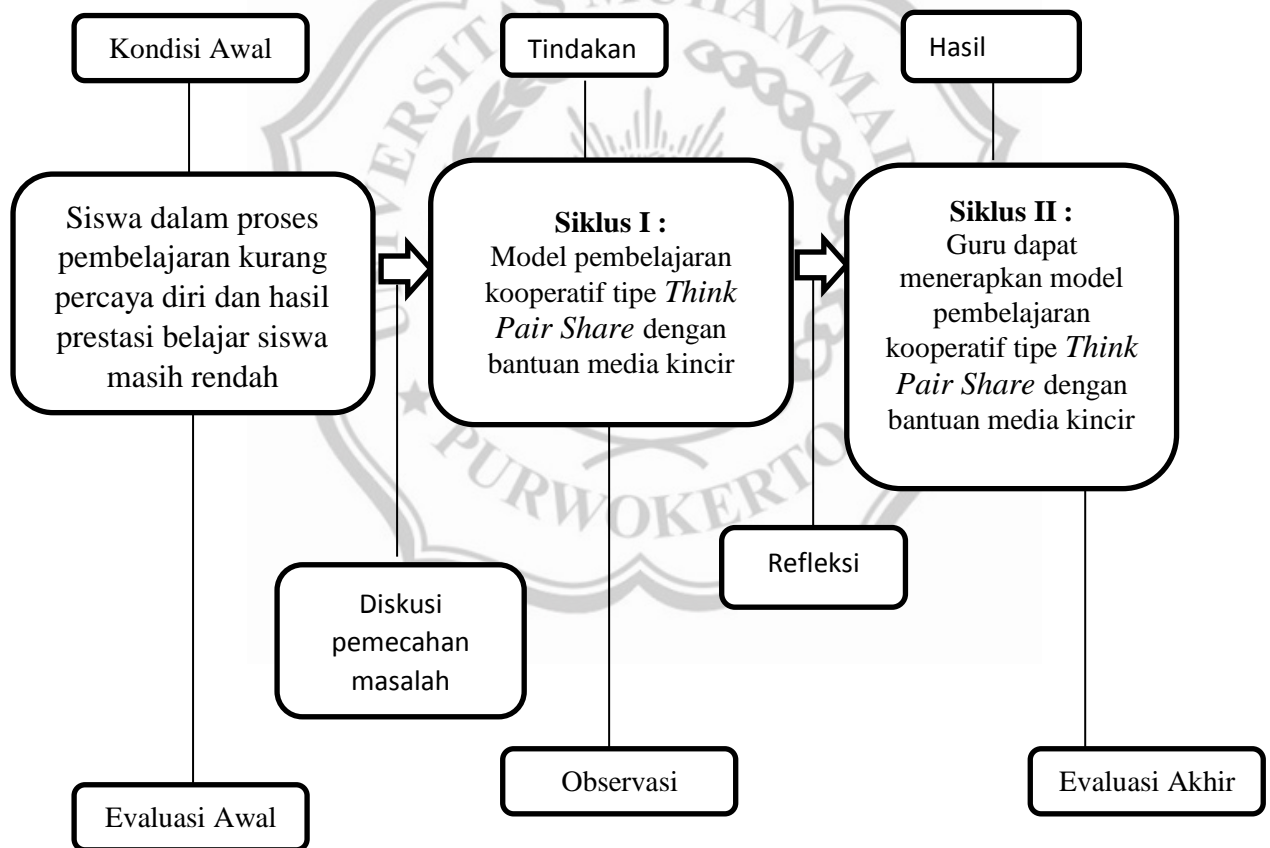 Kondisi Awal
Tindakan
Hasil
Siswa dalam proses
pembelajaran kurang
percaya diri dan hasil
prestasi belajar siswa
masih rendah
Siklus I :
Model pembelajaran
kooperatif tipe Think
Pair Share dengan
bantuan media kincir
Siklus II :
Guru dapat
menerapkan model
pembelajaran
kooperatif tipe Think
Pair Share dengan
bantuan media kincir
Diskusi
pemecahan
masalah
Refleksi
Evaluasi Awal
Observasi
Evaluasi Akhir
PURWOKERTO